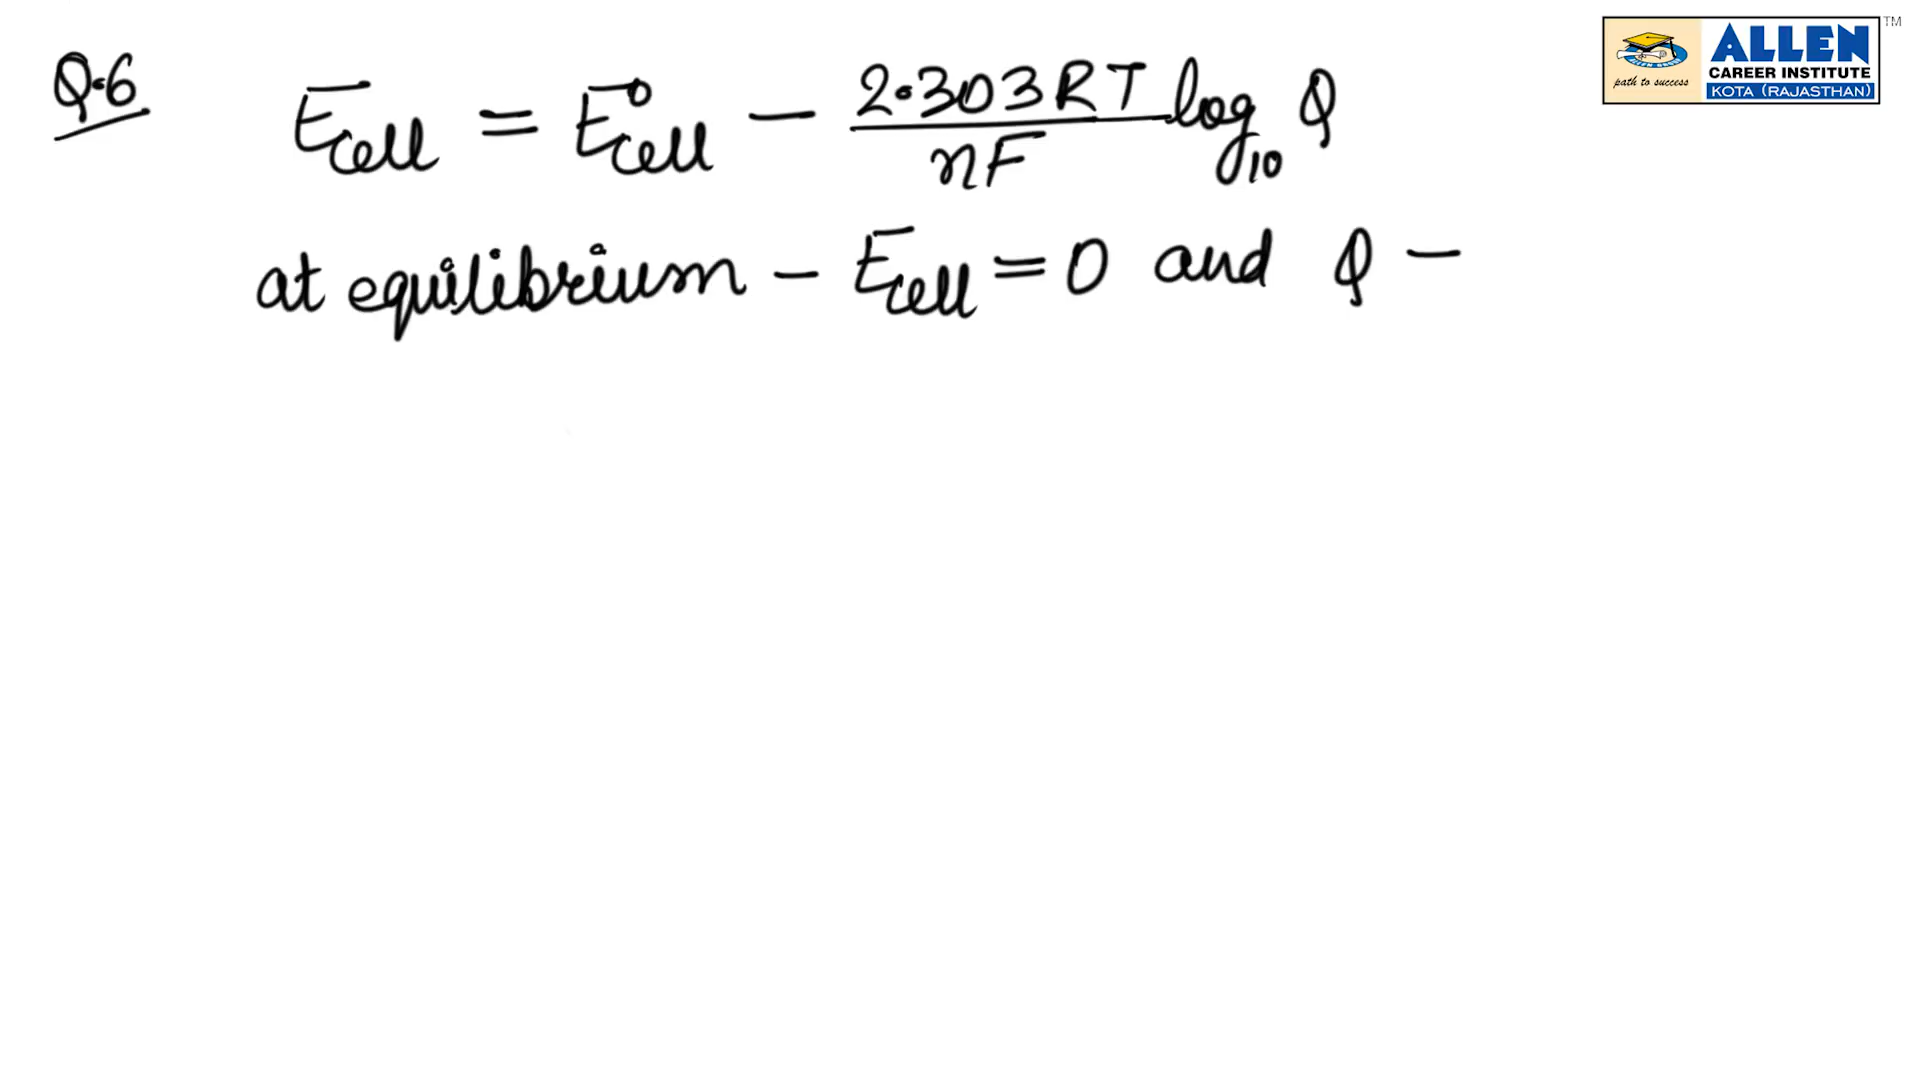 Q.6 E̅cell = E̅⁰cell − 2.303RT/nF log₁₀ Q
at equilibrium − Ecell = 0 and Q −
ALLEN
TM
CAREER INSTITUTE
KOTA (RAJASTHAN)
path to success